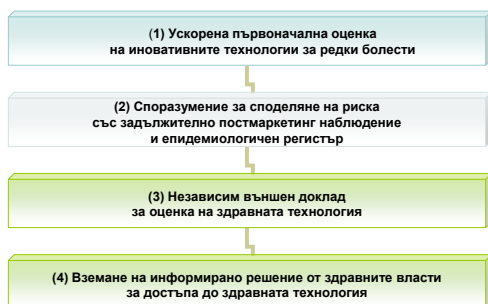 (1) Ускорена първоначална оценка
на иновативните технологии за редки болести
(2) Споразумение за споделяне на риска
със задължително постмаркетинг наблюдение
и епидемиологичен регистър
(3) Независим външен доклад
за оценка на здравната технология
(4) Вземане на информирано решение от здравните власти
за достъпа до здравната технология